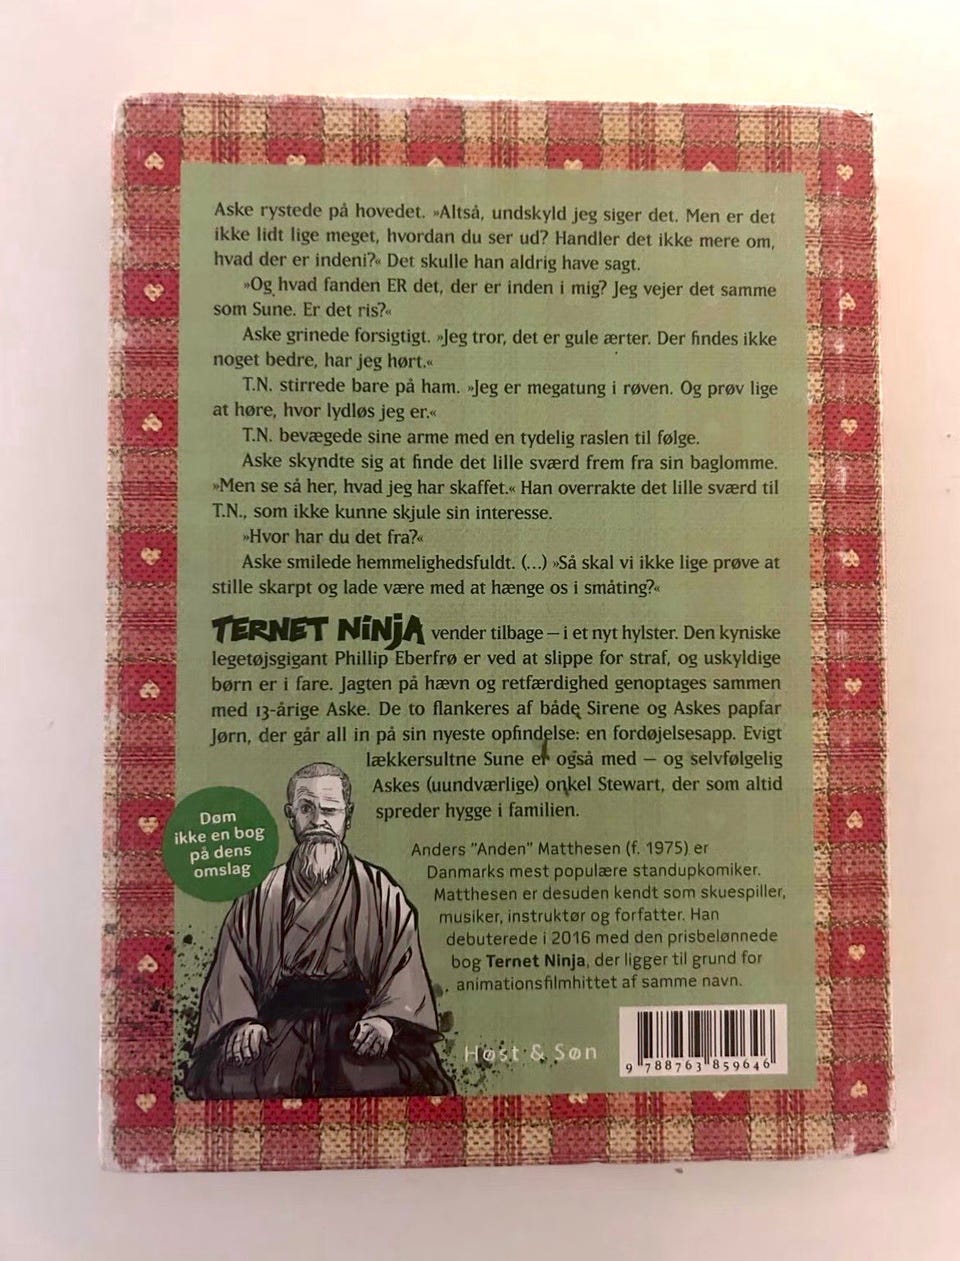 Aske rystede på hovedet. »Altså, undskyld jeg siger det. Men er det
ikke lidt lige meget, hvordan du ser ud? Handler det ikke mere om,
hvad der er indeni?« Det skulle han aldrig have sagt.
»Og hvad fanden ER det, der er inden i mig? Jeg vejer det samme
som Sune. Er det ris?«
Aske grinede forsigtigt. »Jeg tror, det er gule ærter. Der findes ikke
noget bedre, har jeg hørt.«
T.N. stirrede bare på ham. »Jeg er megatung i røven. Og prøv lige
at høre, hvor lydløs jeg er.«
T.N. bevægede sine arme med en tydelig raslen til følge.
Aske skyndte sig at finde det lille sværd frem fra sin baglomme.
»Men se så her, hvad jeg har skaffet.« Han overrakte det lille sværd til
T.N., som ikke kunne skjule sin interesse.
»Hvor har du det fra?«
Aske smilede hemmelighedsfuldt. (...) »Så skal vi ikke lige prøve at
stille skarpt og lade være med at hænge os i småting?«
TERNET NINJA vender tilbage – i et nyt hylster. Den kyniske
legetøjsgigant Phillip Eberfrø er ved at slippe for straf, og uskyldige
børn er i fare. Jagten på hævn og retfærdighed genoptages sammen
med 13-årige Aske. De to flankeres af både Sirene og Askes papfar
Jørn, der går all in på sin nyeste opfindelse: en fordøjelsesapp. Evigt
lækkersultne Sune er også med – og selvfølgelig
Askes (uundværlige) onkel Stewart, der som altid
spreder hygge i familien.
Døm
ikke en bog
på dens
omslag
Anders "Anden" Matthesen (f. 1975) er
Danmarks mest populære standupkomiker.
Matthesen er desuden kendt som skuespiller,
musiker, instruktør og forfatter. Han
debuterede i 2016 med den prisbelønnede
bog Ternet Ninja, der ligger til grund for
animationsfilmhittet af samme navn.
Høst & Søn
9 788763 859646